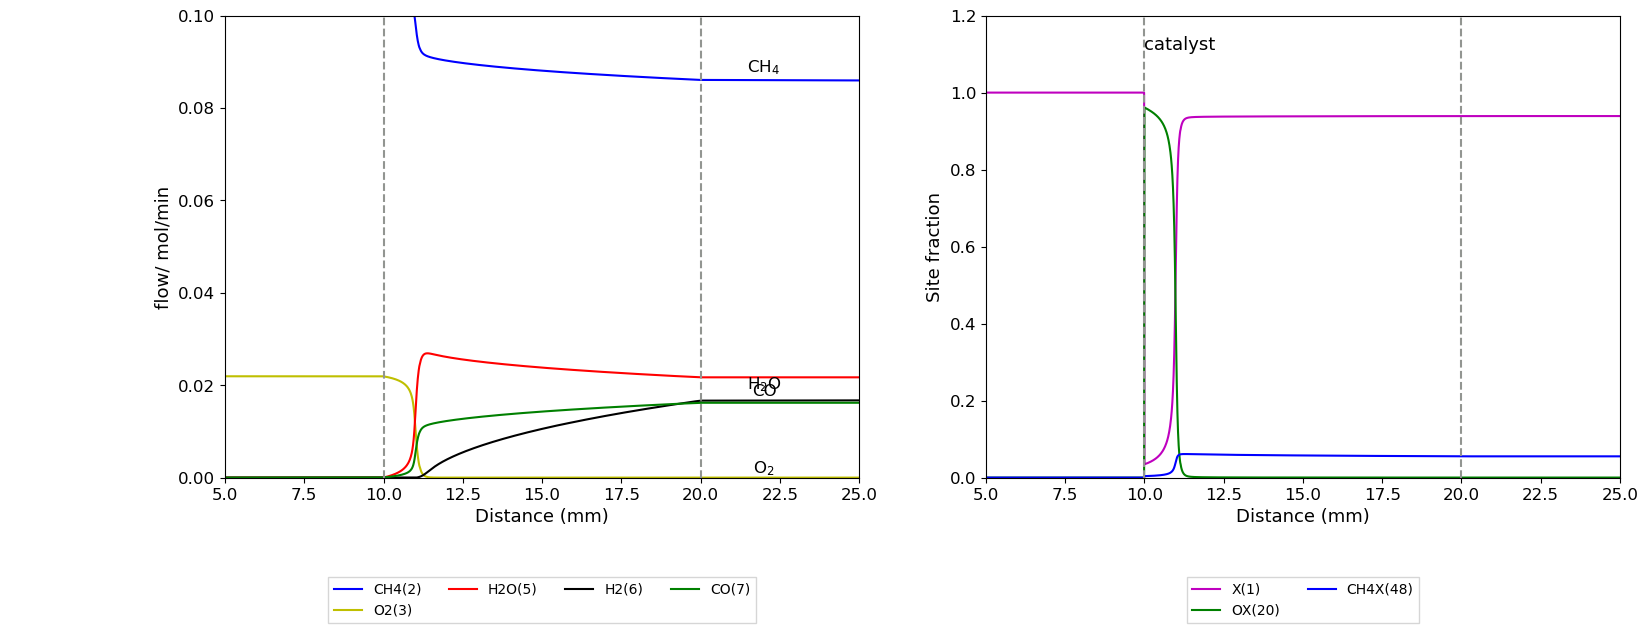 0.10
0.08
0.06
0.04
0.02
0.00
flow/ mol/min
CH₄
H₂O
CO
O₂
5.0 7.5 10.0 12.5 15.0 17.5 20.0 22.5 25.0
Distance (mm)
CH4(2) H2O(5) H2(6) CO(7)
O2(3)
1.2
1.0
0.8
0.6
0.4
0.2
0.0
Site fraction
catalyst
5.0 7.5 10.0 12.5 15.0 17.5 20.0 22.5 25.0
Distance (mm)
X(1) CH4X(48)
OX(20)